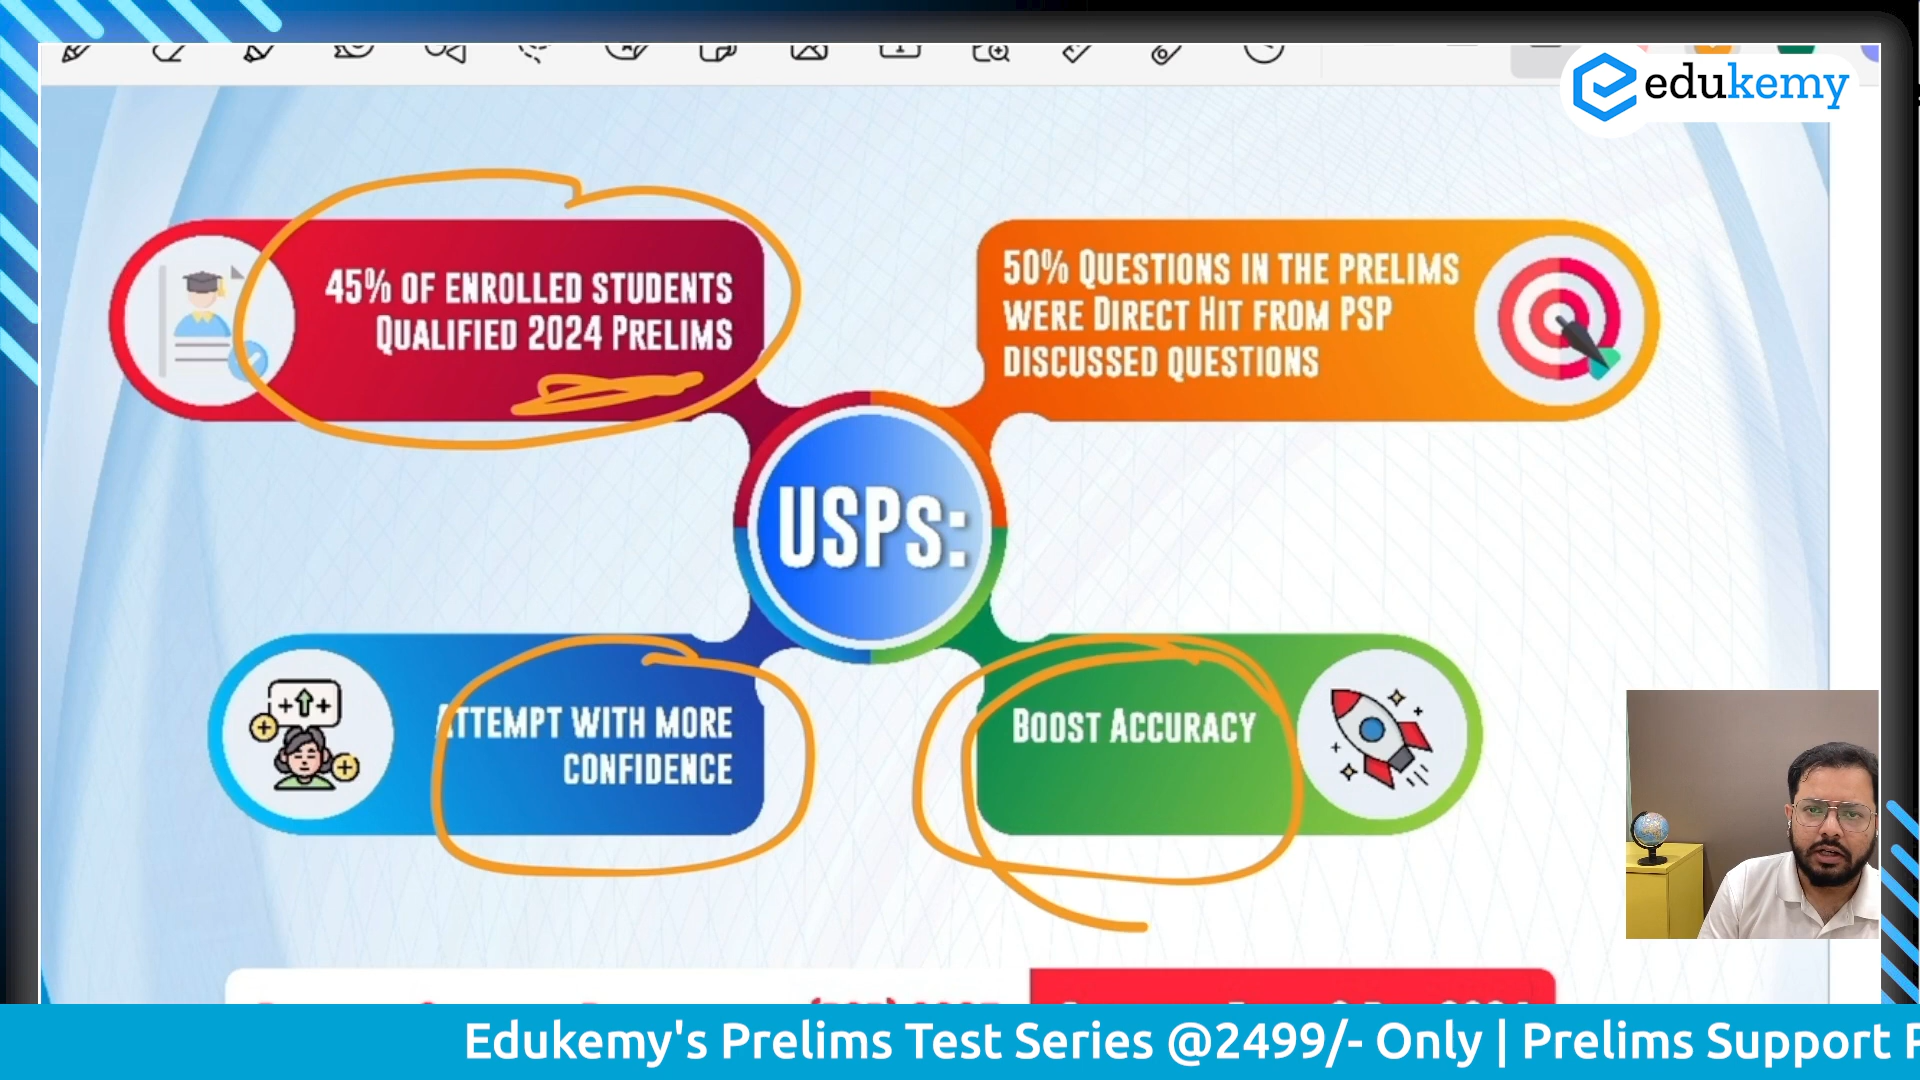 edukemy
45% OF ENROLLED STUDENTS
QUALIFIED 2024 PRELIMS
50% QUESTIONS IN THE PRELIMS
WERE DIRECT HIT FROM PSP
DISCUSSED QUESTIONS
USPS:
ATTEMPT WITH MORE
CONFIDENCE
BOOST ACCURACY
Edukemy's Prelims Test Series @2499/- Only | Prelims Support